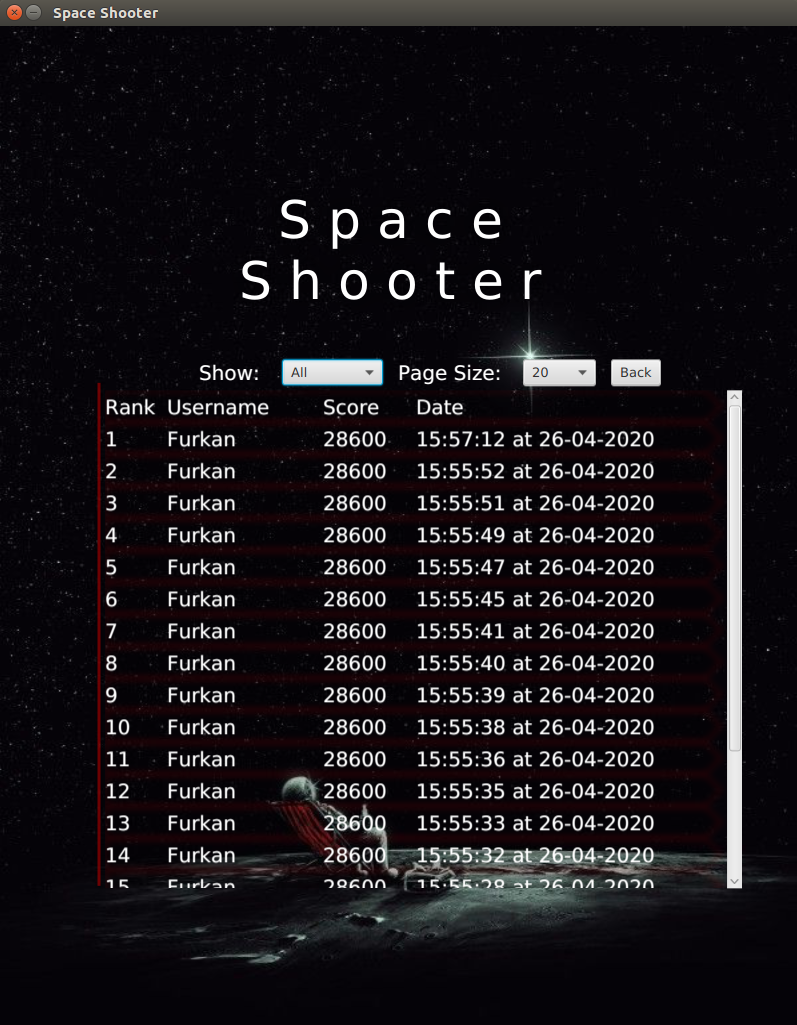 Space Shooter
Space
Shooter
Show: All Page Size: 20 Back
Rank Username Score Date
1 Furkan 28600 15:57:12 at 26-04-2020
2 Furkan 28600 15:55:52 at 26-04-2020
3 Furkan 28600 15:55:51 at 26-04-2020
4 Furkan 28600 15:55:49 at 26-04-2020
5 Furkan 28600 15:55:47 at 26-04-2020
6 Furkan 28600 15:55:45 at 26-04-2020
7 Furkan 28600 15:55:41 at 26-04-2020
8 Furkan 28600 15:55:40 at 26-04-2020
9 Furkan 28600 15:55:39 at 26-04-2020
10 Furkan 28600 15:55:38 at 26-04-2020
11 Furkan 28600 15:55:36 at 26-04-2020
12 Furkan 28600 15:55:35 at 26-04-2020
13 Furkan 28600 15:55:33 at 26-04-2020
14 Furkan 28600 15:55:32 at 26-04-2020
15 Furkan 28600 15:55:28 at 26-04-2020